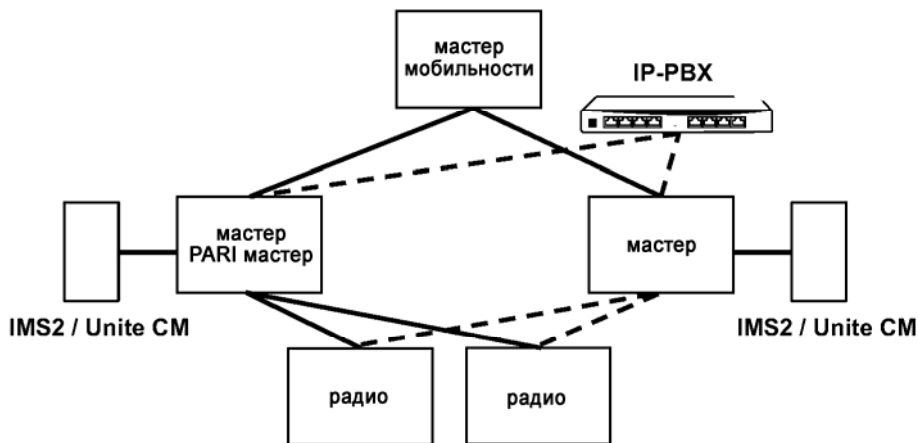 мастер
мобильности
IP-PBX
мастер
PARI мастер
мастер
IMS2 / Unite CM
IMS2 / Unite CM
радио
радио